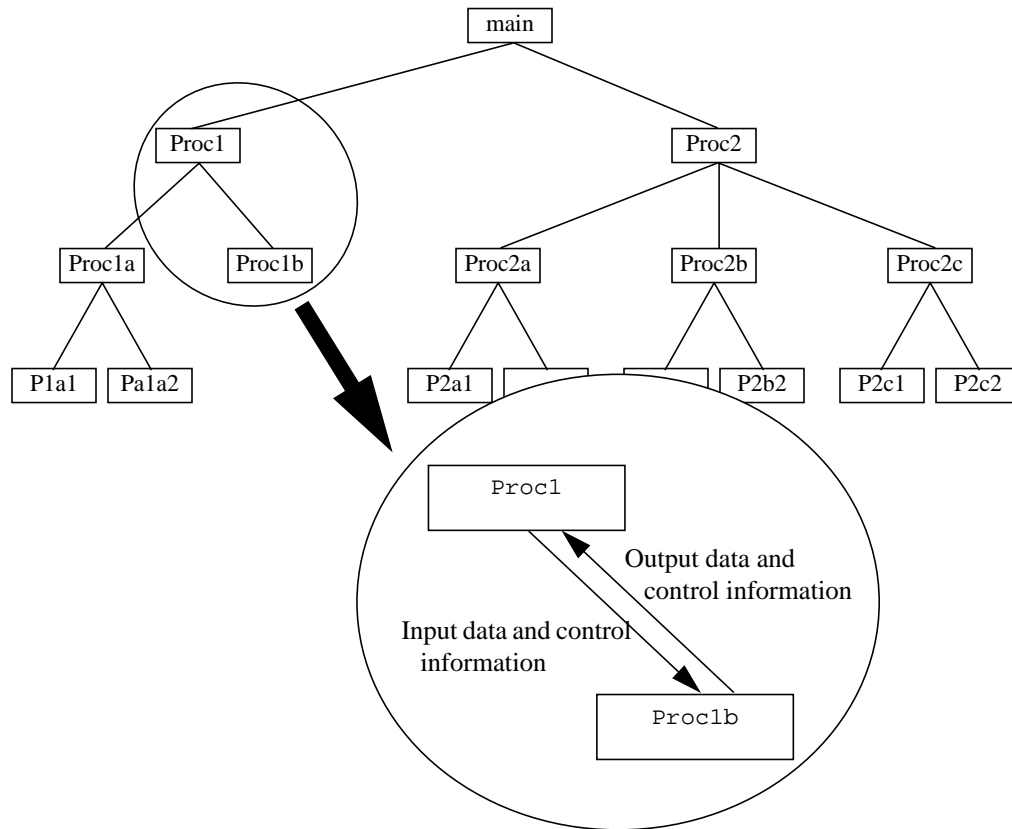 main
Proc1
Proc2
Proc1a
Proc1b
Proc2a
Proc2b
Proc2c
P1a1
Pa1a2
P2a1
P2b2
P2c1
P2c2
Proc1
Output data and
control information
Input data and control
information
Proc1b